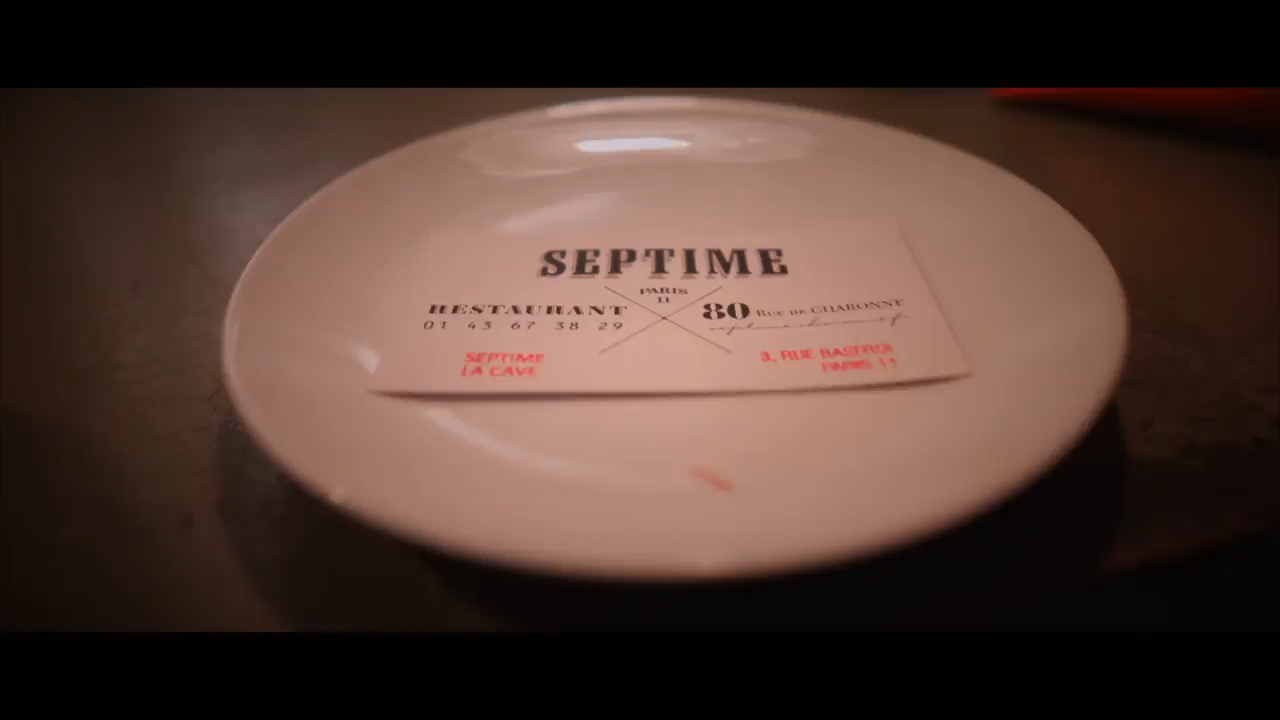 SEPTIME
PARIS
11
RESTAURANT
01 43 67 38 29
80 RUE DE CHARONNE
SEPTIME
LA CAVE
3, RUE BASFROI
PARIS 11